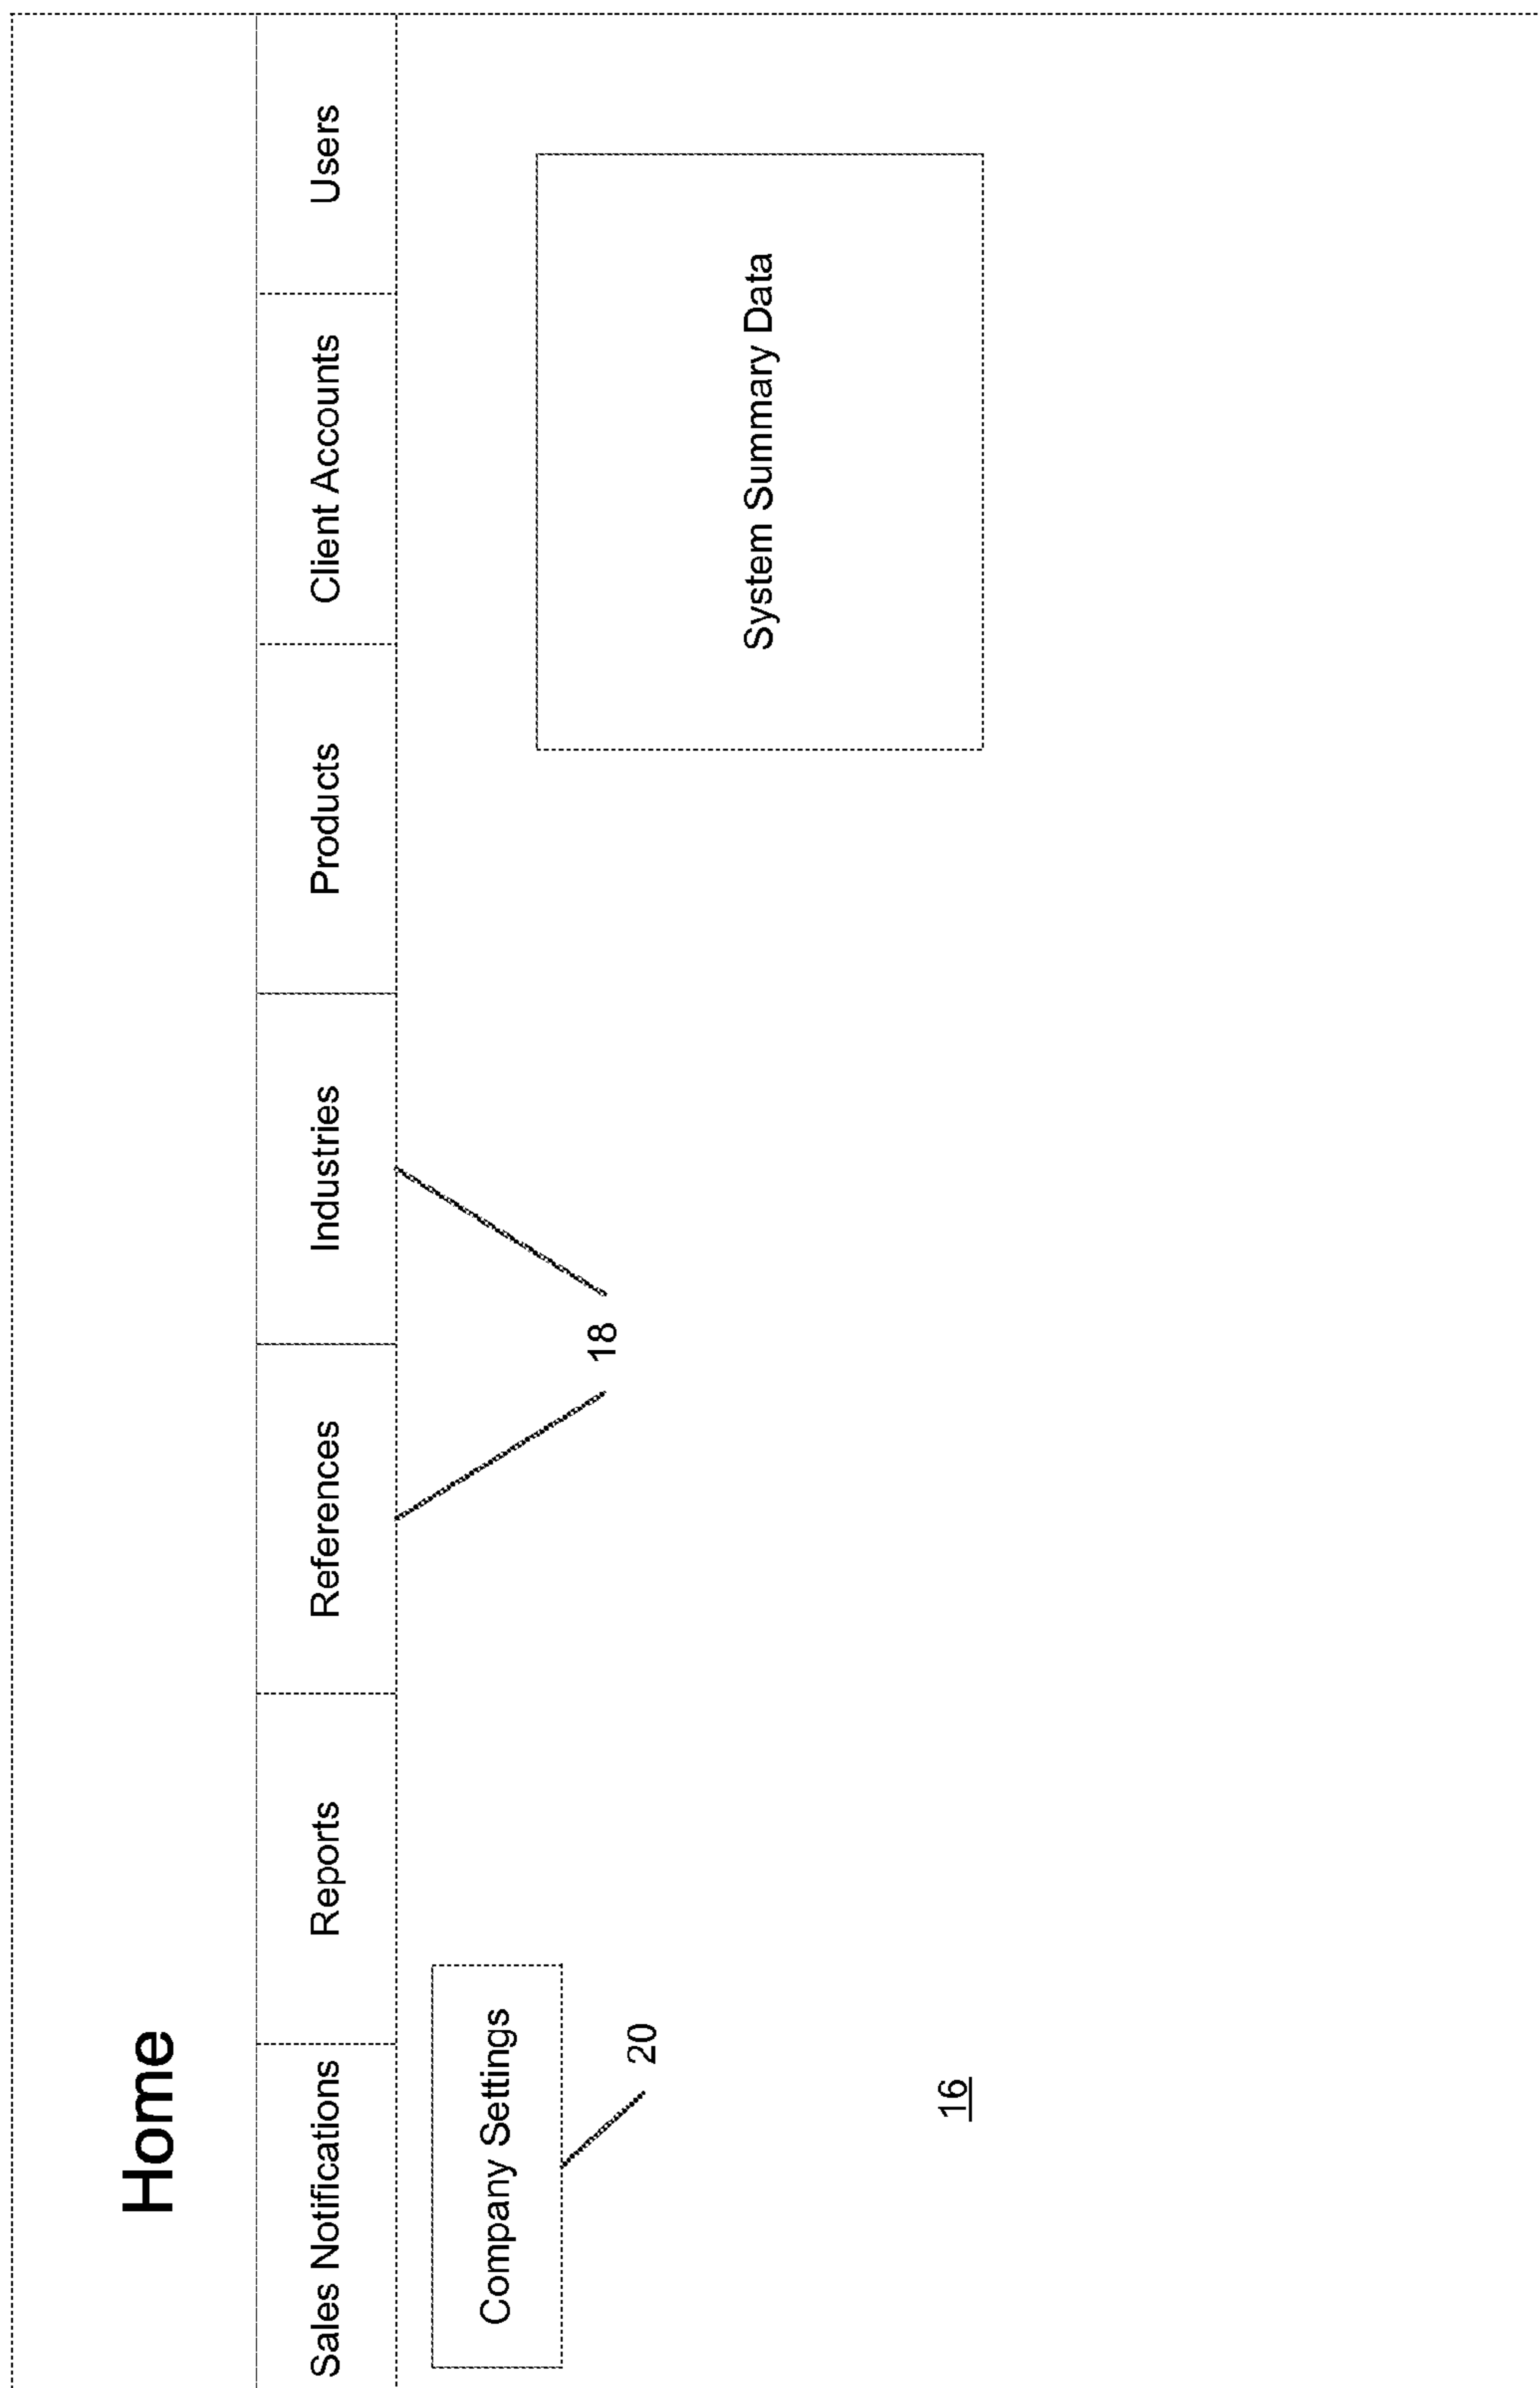 Home
Sales Notifications
Reports
References
Industries
Products
Client Accounts
Users
Company Settings
System Summary Data
18
20
16